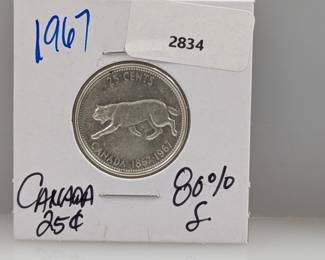 1967
2834
25 CENTS
CANADA 1867-1967
CANADA
25¢
80%
S